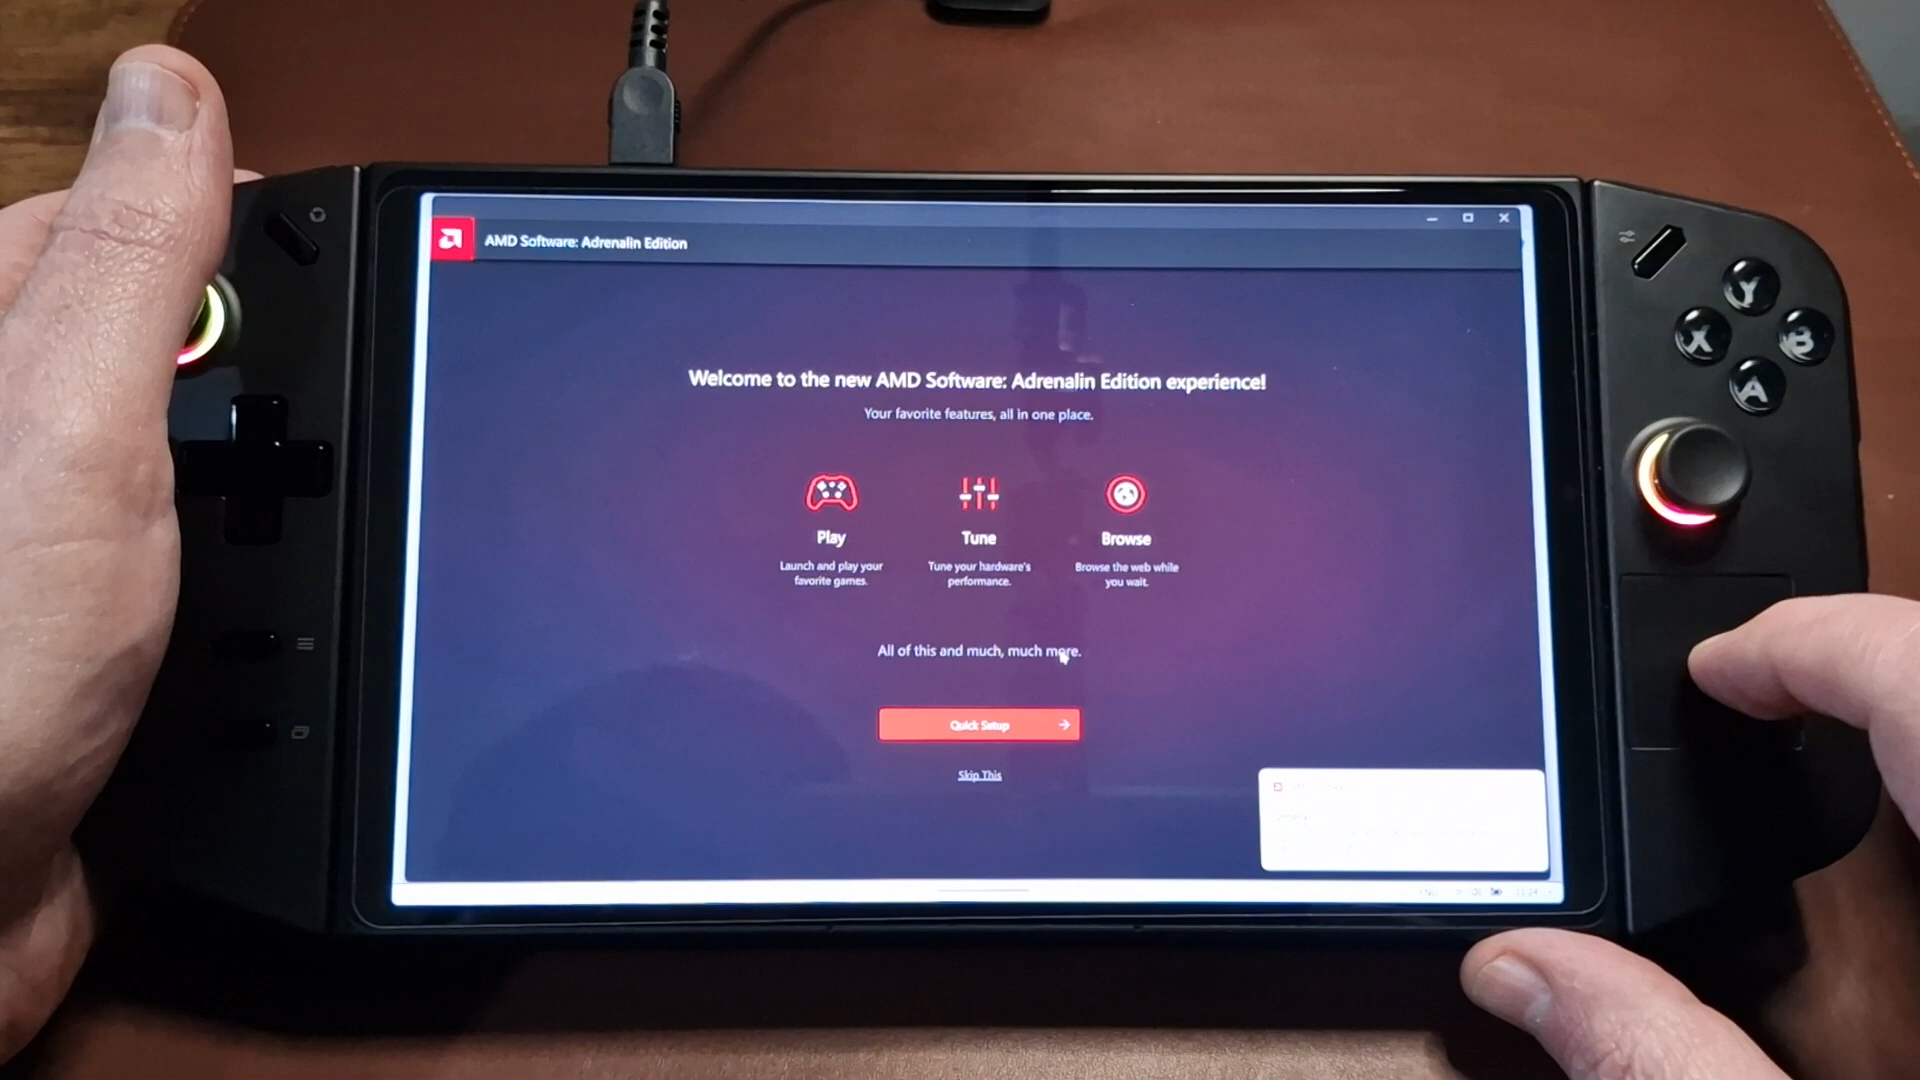 AMD Software: Adrenalin Edition
Welcome to the new AMD Software: Adrenalin Edition experience!
Your favorite features, all in one place.
Play
Tune
Browse
Launch and play your
favorite games.
Tune your hardware's
performance.
Browse the web while
you wait.
All of this and much, much more.
Quick Setup
Skip This
Y
X
B
A